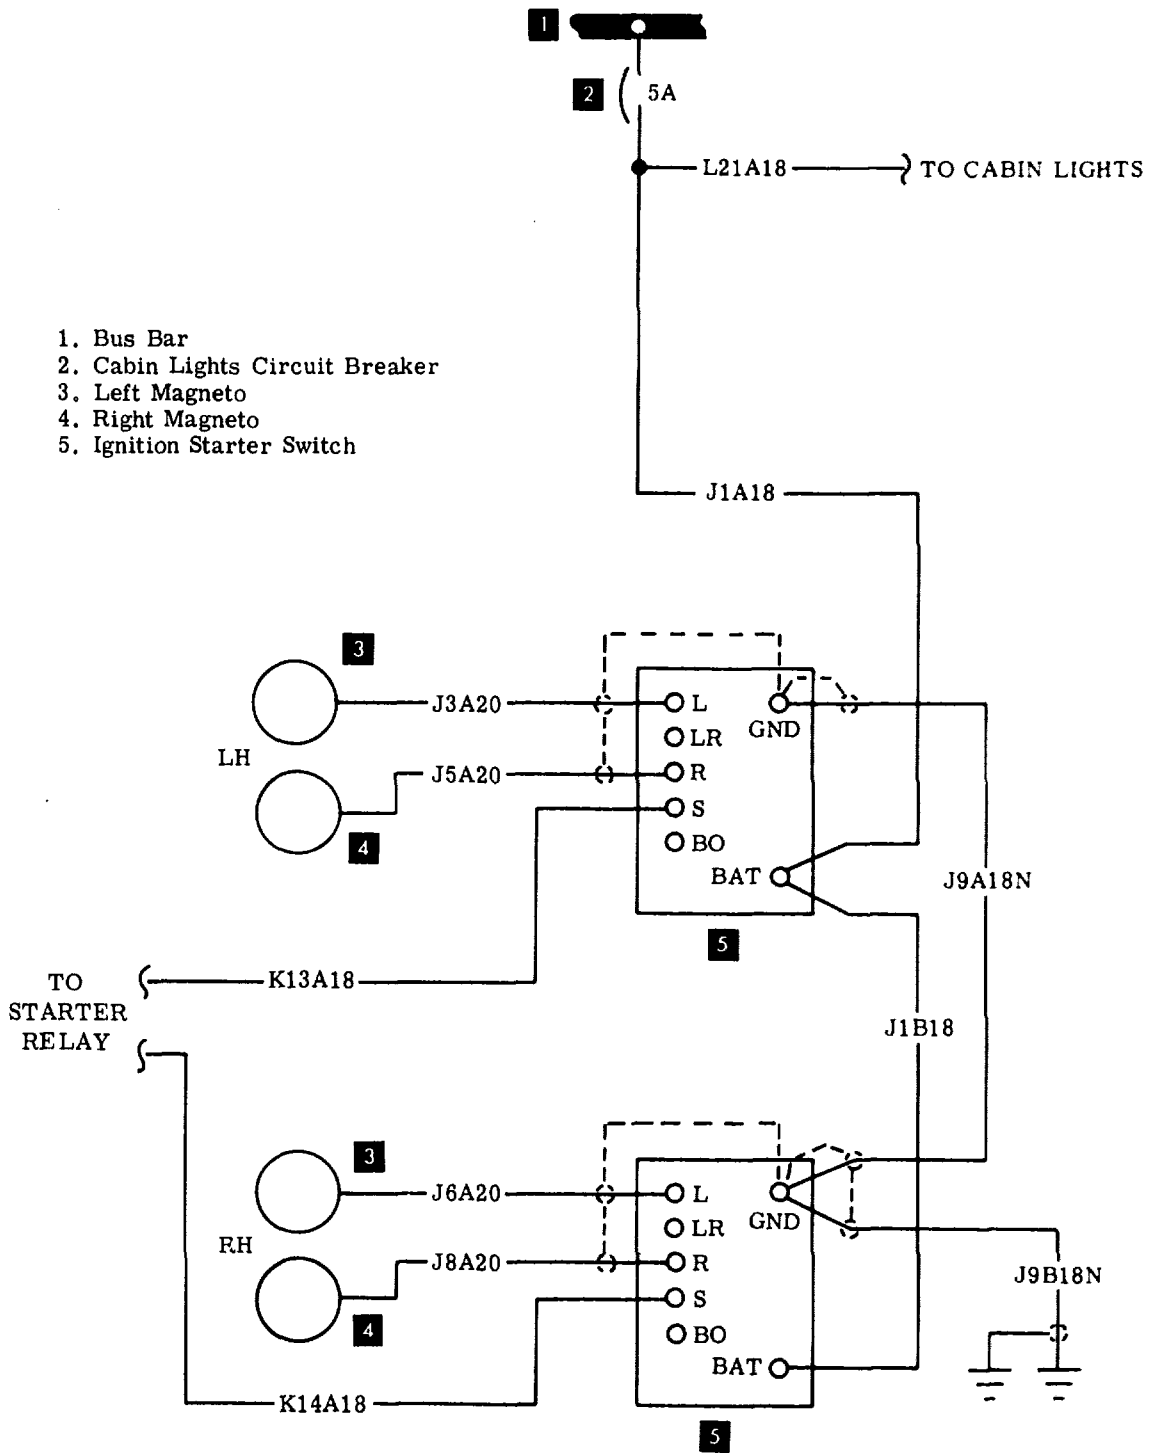 1
2
5A
L21A18
TO CABIN LIGHTS
1. Bus Bar
2. Cabin Lights Circuit Breaker
3. Left Magneto
4. Right Magneto
5. Ignition Starter Switch
J1A18
3
J3A20
L
GND
LR
LH
J5A20
R
S
4
BO
BAT
J9A18N
5
TO
STARTER
RELAY
K13A18
J1B18
3
J6A20
L
GND
LR
RH
J8A20
R
J9B18N
S
4
BO
BAT
K14A18
5